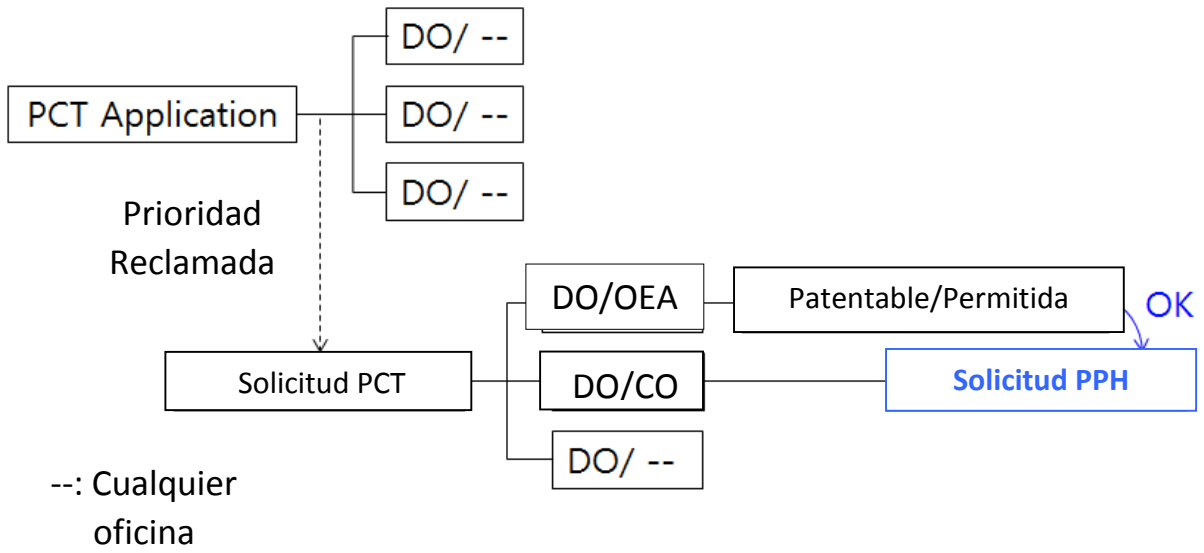 DO/ --
PCT Application
DO/ --
DO/ --
Prioridad
Reclamada
DO/OEA
Patentable/Permitida
OK
Solicitud PCT
DO/CO
Solicitud PPH
DO/ --
--: Cualquier
oficina